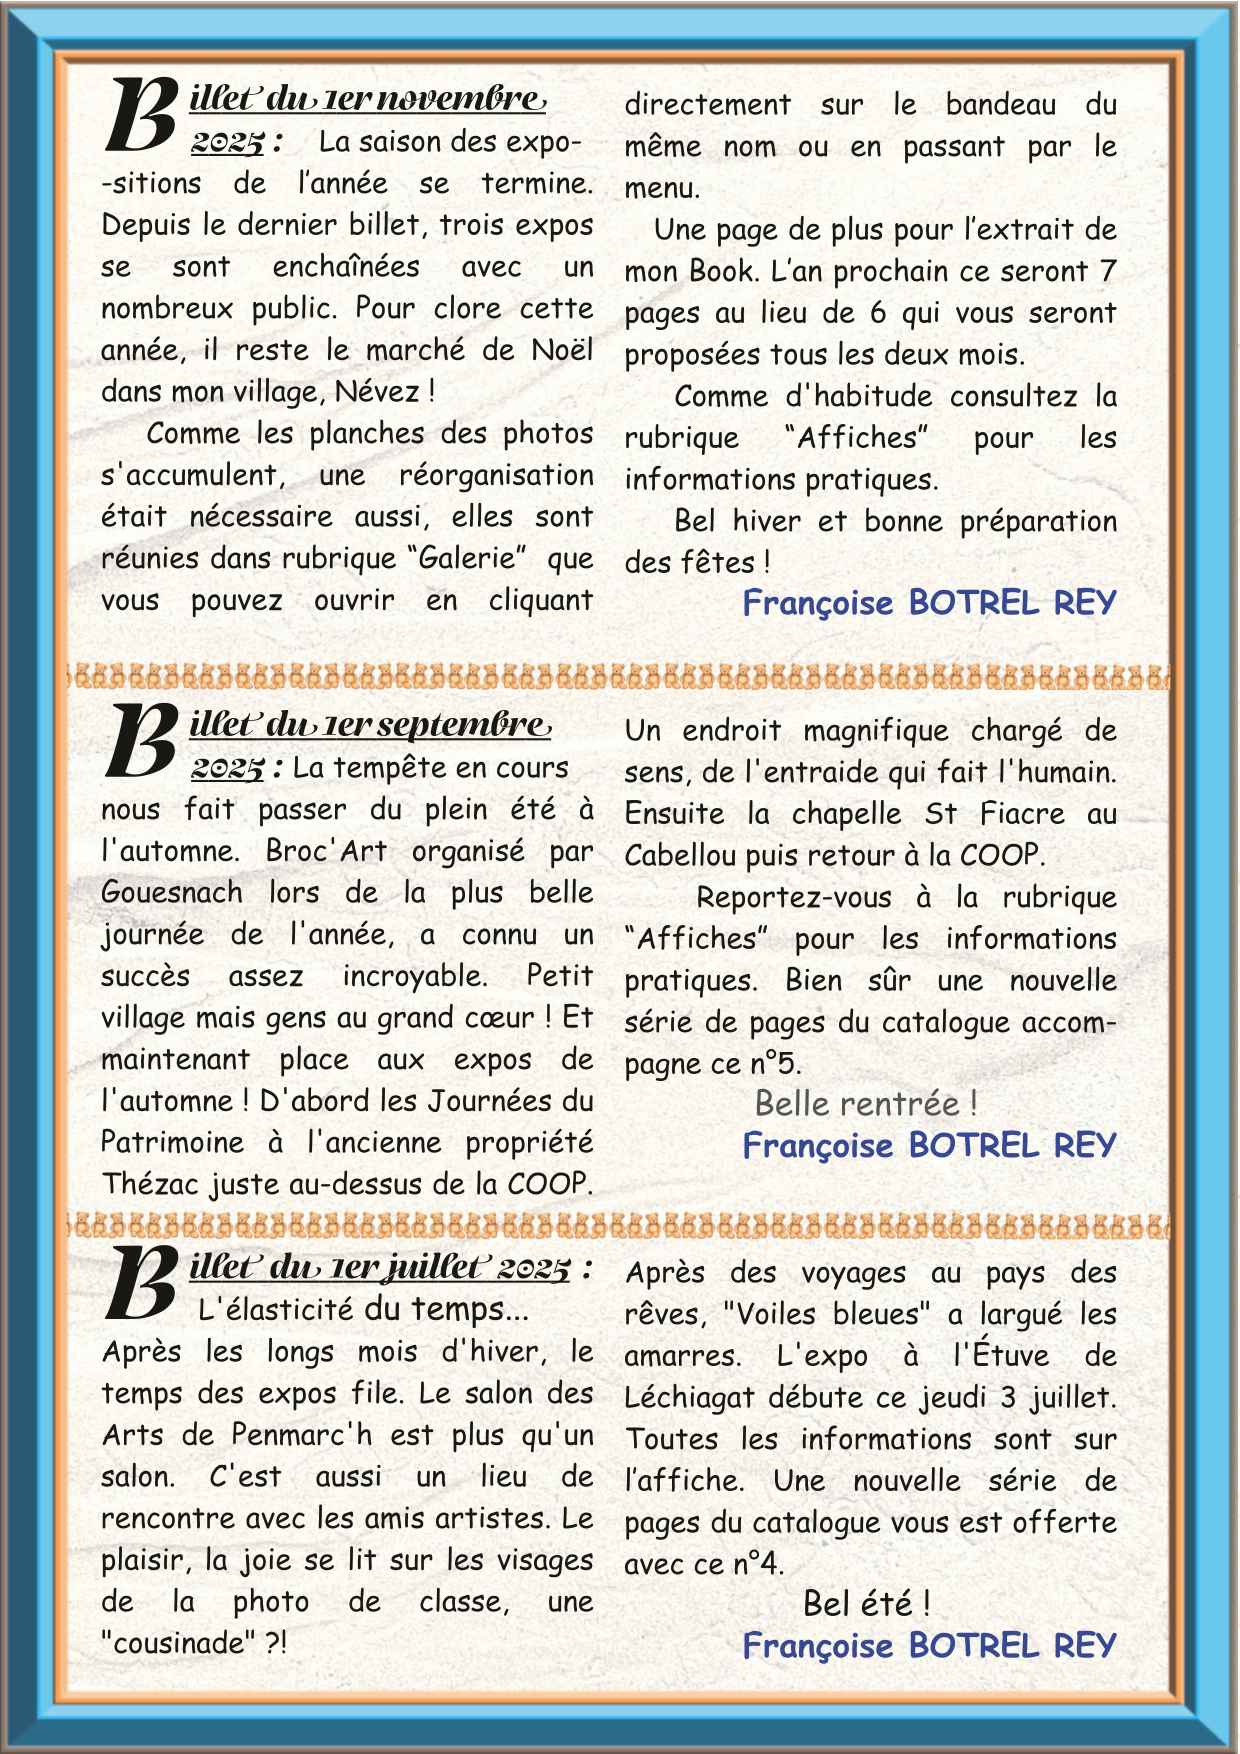 Billet du 1er novembre
2025 : La saison des expo-
-sitions de l’année se termine.
Depuis le dernier billet, trois expos
se sont enchaînées avec un
nombreux public. Pour clore cette
année, il reste le marché de Noël
dans mon village, Névez !
Comme les planches des photos
s'accumulent, une réorganisation
était nécessaire aussi, elles sont
réunies dans rubrique “Galerie” que
vous pouvez ouvrir en cliquant
directement sur le bandeau du
même nom ou en passant par le
menu.
Une page de plus pour l’extrait de
mon Book. L’an prochain ce seront 7
pages au lieu de 6 qui vous seront
proposées tous les deux mois.
Comme d'habitude consultez la
rubrique “Affiches” pour les
informations pratiques.
Bel hiver et bonne préparation
des fêtes !
Françoise BOTREL REY
Billet du 1er septembre
2025 : La tempête en cours
nous fait passer du plein été à
l'automne. Broc'Art organisé par
Gouesnach lors de la plus belle
journée de l'année, a connu un
succès assez incroyable. Petit
village mais gens au grand cœur ! Et
maintenant place aux expos de
l'automne ! D'abord les Journées du
Patrimoine à l'ancienne propriété
Thézac juste au-dessus de la COOP.
Un endroit magnifique chargé de
sens, de l'entraide qui fait l'humain.
Ensuite la chapelle St Fiacre au
Cabellou puis retour à la COOP.
Reportez-vous à la rubrique
“Affiches” pour les informations
pratiques. Bien sûr une nouvelle
série de pages du catalogue accom-
pagne ce n°5.
Belle rentrée !
Françoise BOTREL REY
Billet du 1er juillet 2025 :
L'élasticité du temps...
Après les longs mois d'hiver, le
temps des expos file. Le salon des
Arts de Penmarc'h est plus qu'un
salon. C'est aussi un lieu de
rencontre avec les amis artistes. Le
plaisir, la joie se lit sur les visages
de la photo de classe, une
"cousinade" ?!
Après des voyages au pays des
rêves, "Voiles bleues" a largué les
amarres. L'expo à l'Étuve de
Léchiagat débute ce jeudi 3 juillet.
Toutes les informations sont sur
l’affiche. Une nouvelle série de
pages du catalogue vous est offerte
avec ce n°4.
Bel été !
Françoise BOTREL REY